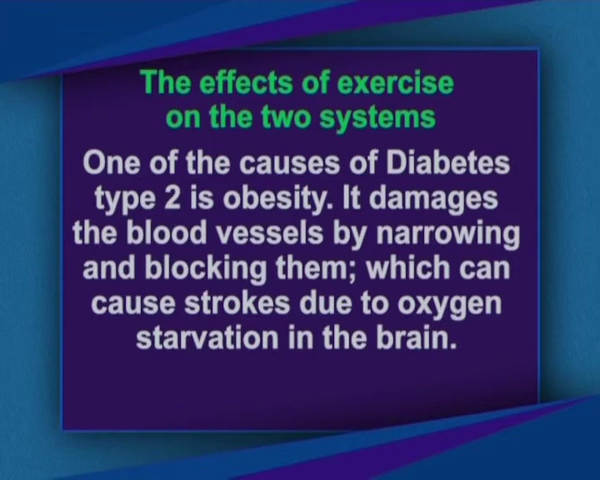 The effects of exercise
on the two systems
One of the causes of Diabetes
type 2 is obesity. It damages
the blood vessels by narrowing
and blocking them; which can
cause strokes due to oxygen
starvation in the brain.